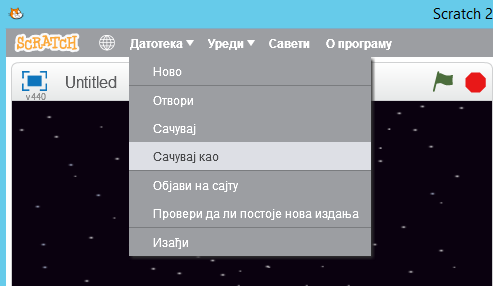 Scratch 2
SCRATCH Датотека Уреди Савети О програму
v440
Untitled
Ново
Отвори
Сачувај
Сачувај као
Објави на сајту
Провери да ли постоје нова издања
Изађи